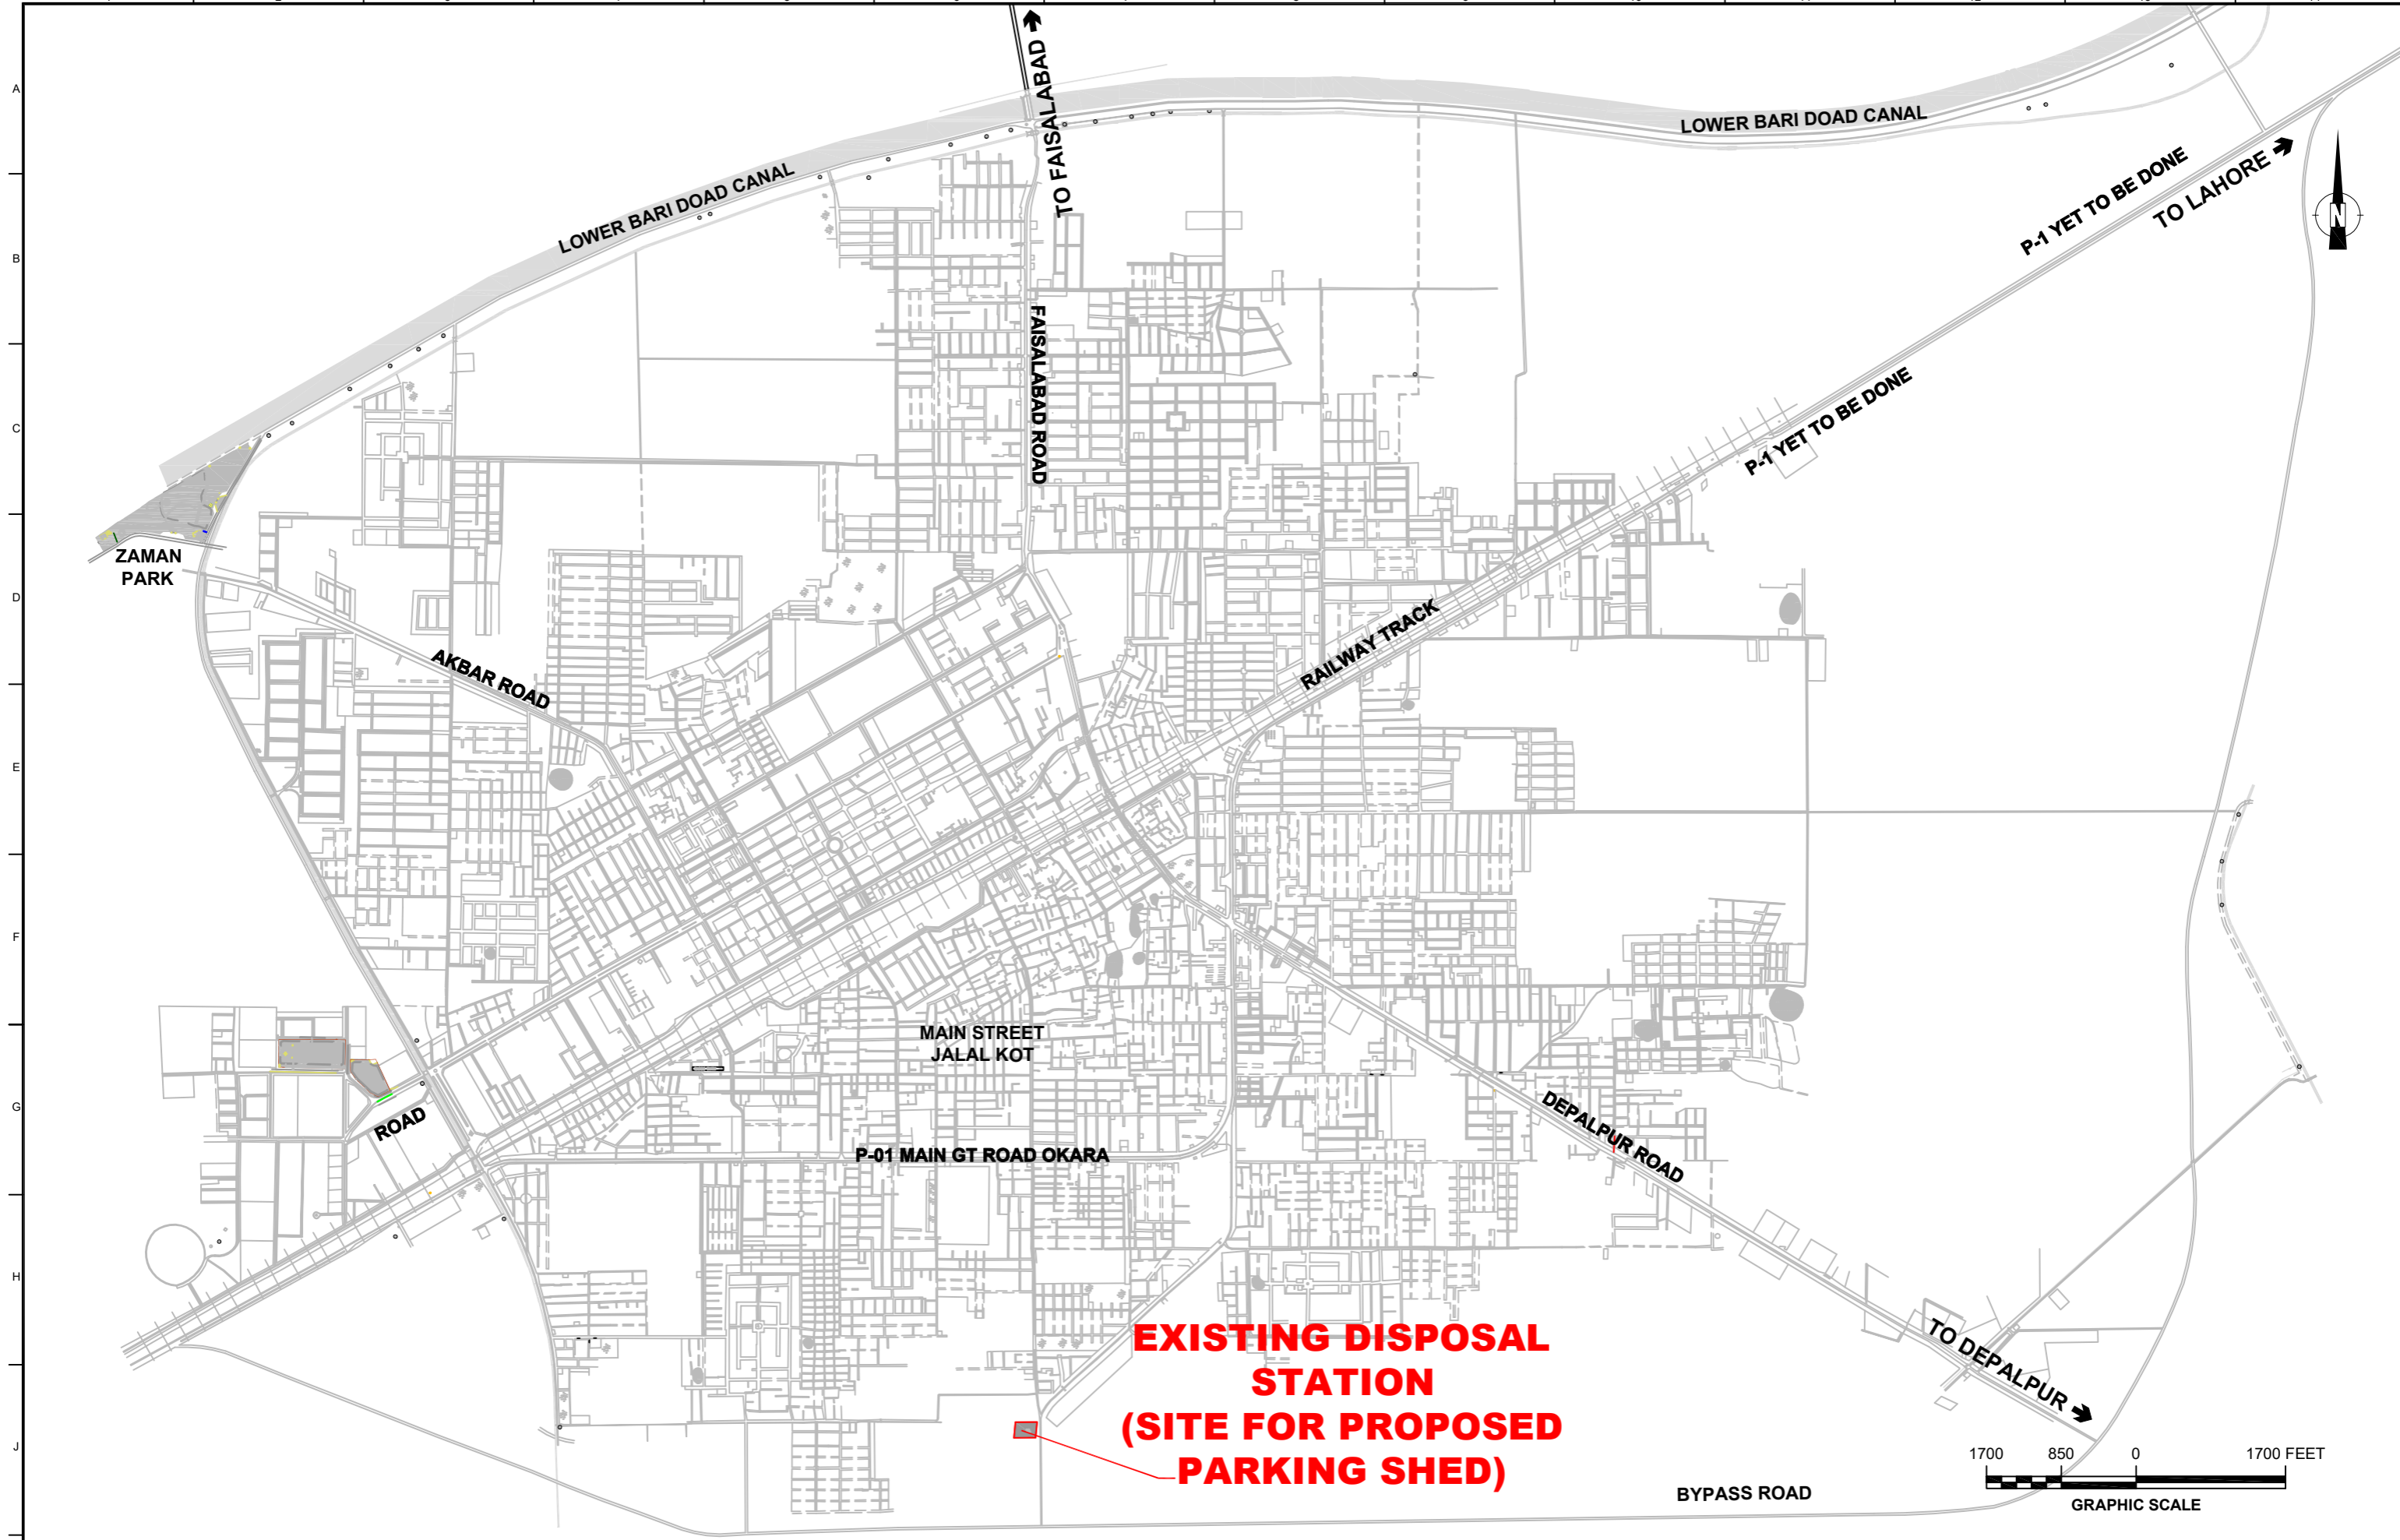 A
B
C
D
E
F
G
H
J
TO FAISALABAD
LOWER BARI DOAD CANAL
LOWER BARI DOAD CANAL
P-1 YET TO BE DONE
TO LAHORE
N
FAISALABAD ROAD
P-1 YET TO BE DONE
ZAMAN
PARK
AKBAR ROAD
RAILWAY TRACK
MAIN STREET
JALAL KOT
ROAD
P-01 MAIN GT ROAD OKARA
DEPALPUR ROAD
EXISTING DISPOSAL
STATION
(SITE FOR PROPOSED
PARKING SHED)
TO DEPALPUR
1700 850 0 1700 FEET
GRAPHIC SCALE
BYPASS ROAD